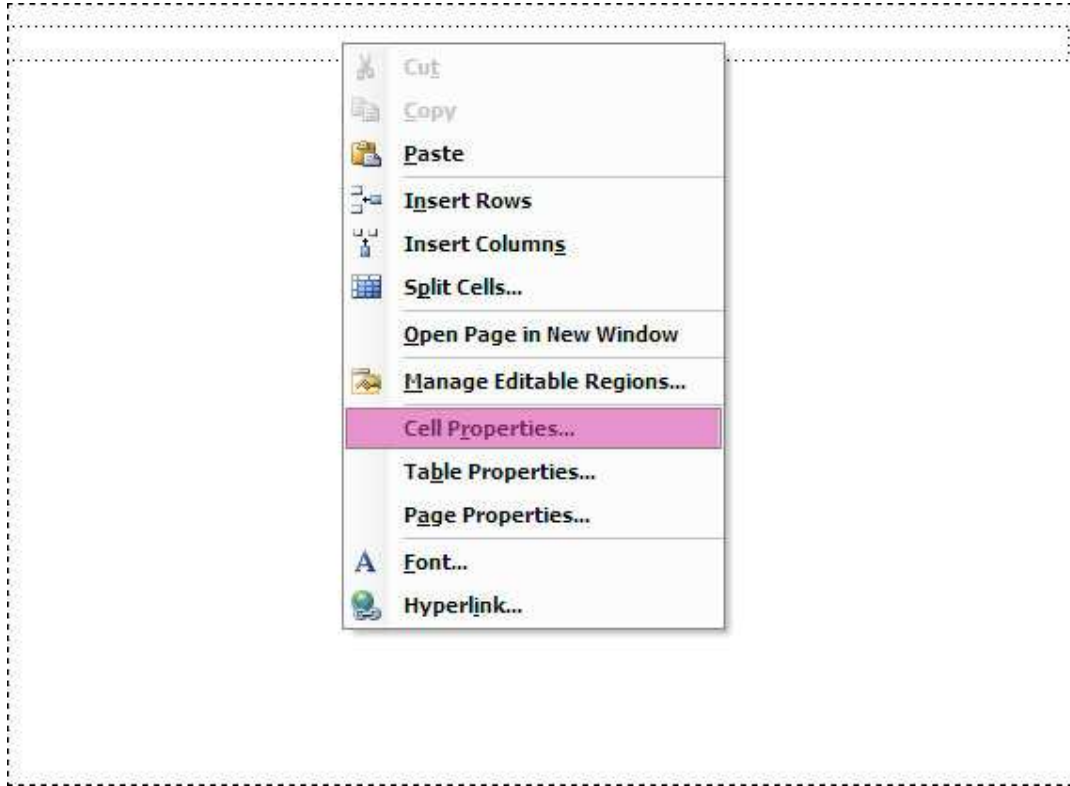 Cut
Copy
Paste
Insert Rows
Insert Columns
Split Cells...
Open Page in New Window
Manage Editable Regions...
Cell Properties...
Table Properties...
Page Properties...
Font...
Hyperlink...